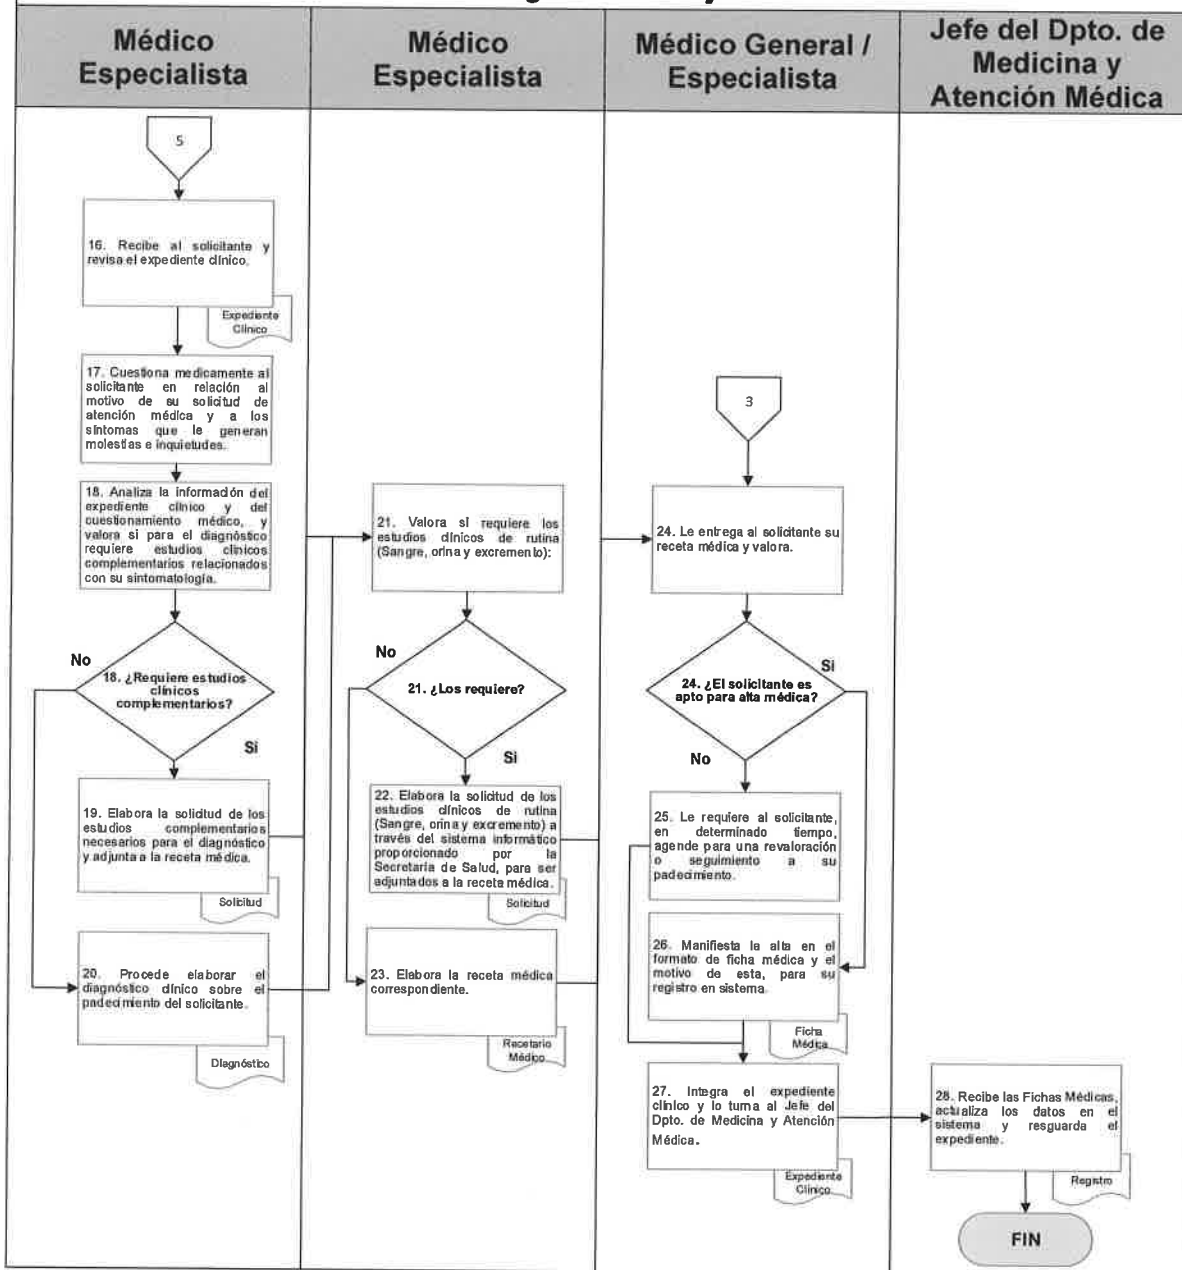 Médico
Especialista
Médico
Especialista
Médico General /
Especialista
Jefe del Dpto. de
Medicina y
Atención Médica
5
16. Recibe al solicitante y
revisa el expediente clínico.
Expediente
Clínico
17. Cuestiona medicamente al
solicitante en relación al
motivo de su solicitud de
atención médica y a los
síntomas que le generan
molestias e inquietudes.
18. Analiza la información del
expediente clínico y del
cuestionamiento médico, y
valora si para el diagnóstico
requiere estudios clínicos
complementarios relacionados
con su sintomatología.
No
18. ¿Requiere estudios
clínicos
complementarios?
Si
19. Elabora la solicitud de los
estudios complementarios
necesarios para el diagnóstico
y adjunta a la receta médica.
Solicitud
20. Procede elaborar el
diagnóstico clínico sobre el
padecimiento del solicitante.
Diagnóstico
21. Valora si requiere los
estudios clínicos de rutina
(Sangre, orina y excremento):
No
21. ¿Los requiere?
Si
22. Elabora la solicitud de los
estudios clínicos de rutina
(Sangre, orina y excremento) a
través del sistema informático
proporcionado por la
Secretaría de Salud, para ser
adjuntados a la receta médica.
Solicitud
23. Elabora la receta médica
correspondiente.
Recetario
Médico
3
24. Le entrega al solicitante su
receta médica y valora.
Si
24. ¿El solicitante es
apto para alta médica?
No
25. Le requiere al solicitante,
en determinado tiempo,
agende para una revaloración
o seguimiento a su
padecimiento.
26. Manifiesta la alta en el
formato de ficha médica y el
motivo de esta, para su
registro en sistema.
Ficha
Médica
27. Integra el expediente
clínico y lo turna al Jefe del
Dpto. de Medicina y Atención
Médica.
Expediente
Clínico
28. Recibe las Fichas Médicas,
actualiza los datos en el
sistema y resguarda el
expediente.
Registro
FIN